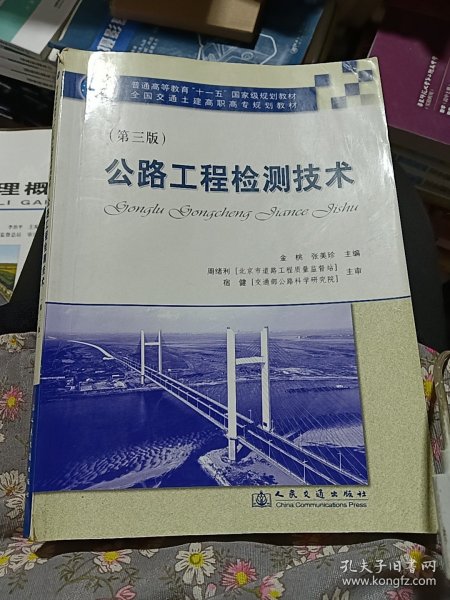 普通高等教育"十一五"国家级规划教材
全国交通土建高职高专规划教材
(第三版)
公路工程检测技术
Gonglu Gongcheng Jiance Jishu
金 桃 张美珍 主编
周绪利[北京市道路工程质量监督站]
宿 健[交通部公路科学研究院] 主审
人民交通出版社
China Communications Press
理概
LI GA
孔夫子旧书网
www.kongfz.com